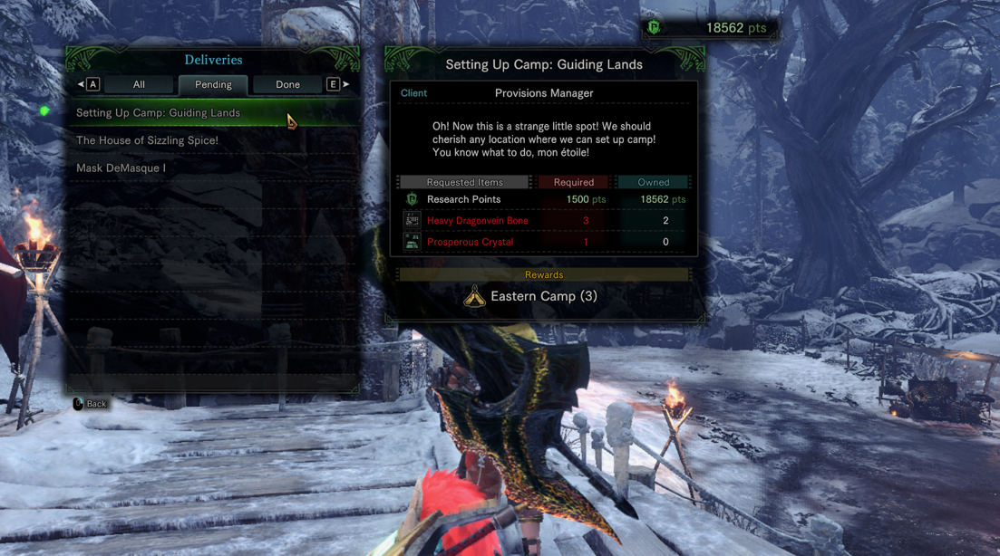 18562 pts
Deliveries
A All Pending Done E
Setting Up Camp: Guiding Lands
The House of Sizzling Spice!
Mask DeMasque I
Back
Setting Up Camp: Guiding Lands
Client Provisions Manager
Oh! Now this is a strange little spot! We should
cherish any location where we can set up camp!
You know what to do, mon étoile!
Requested Items Required Owned
Research Points 1500 pts 18562 pts
Heavy Dragonvein Bone 3 2
Prosperous Crystal 1 0
Rewards
Eastern Camp (3)